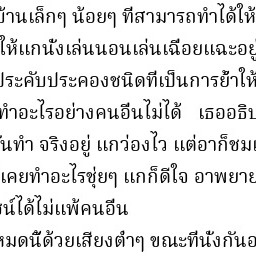 บ้านเล็กๆ น้อยๆ ที่สามารถทำได้ให้
ให้แกนั่งเล่นนอนเล่นเฉื่อยแฉะอยู่
ประคับประคองชนิดที่เป็นการย้ำให้
ทำอะไรอย่างคนอื่นไม่ได้ เธออธิบ
ันทำ จริงอยู่ แกว่องไว แต่อาก็ชม
เคยทำอะไรซุ่ยๆ แกก็ดีใจ อาพยาย
ชน์ได้ไม่แพ้คนอื่น
หมดนี้ด้วยเสียงต่ำๆ ขณะที่นั่งกันอ